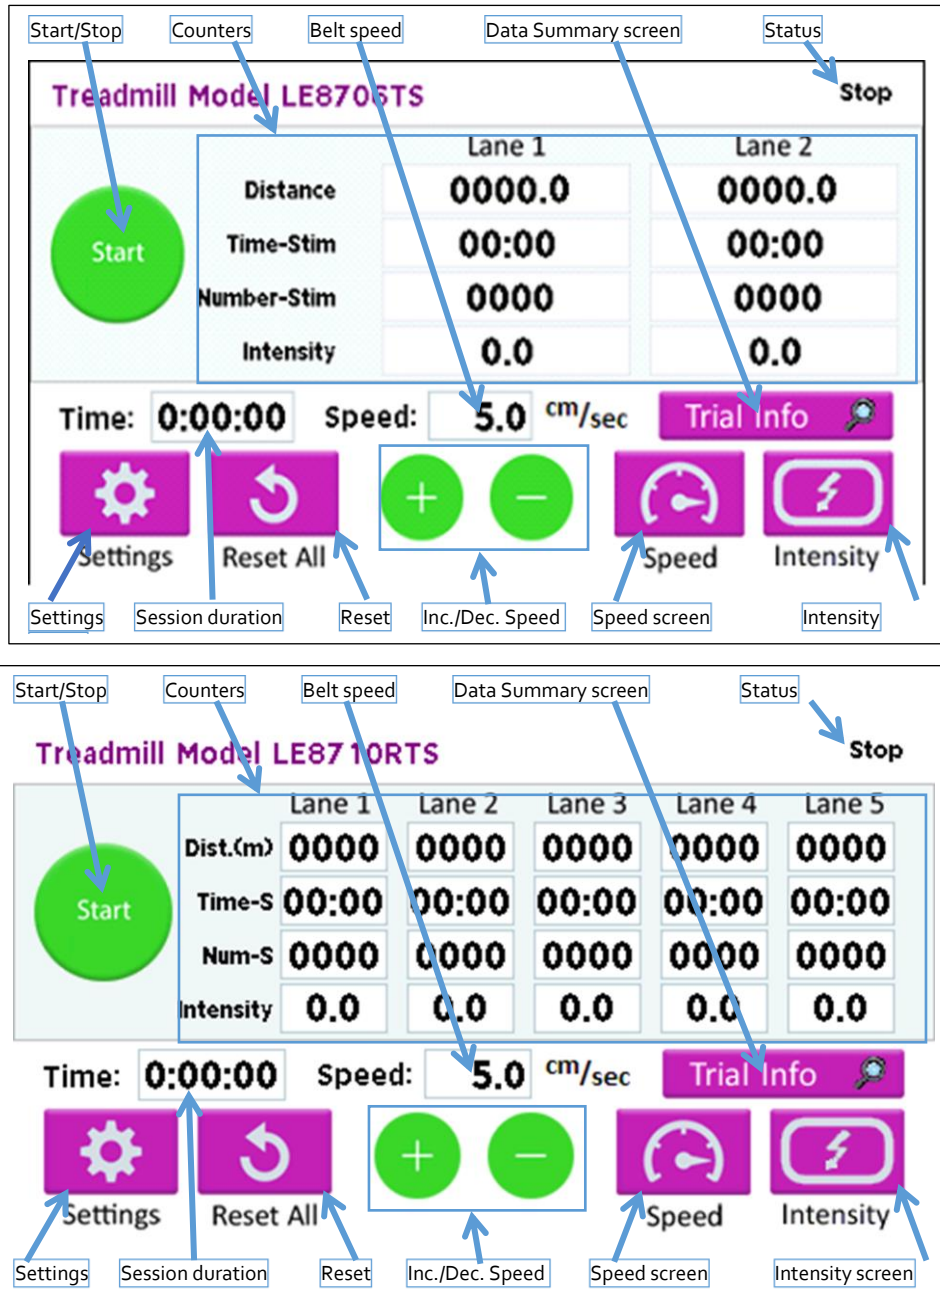 Start/Stop Counters Belt speed Data Summary screen Status
Treadmill Model LE8706TS Stop
Lane 1 Lane 2
Distance 0000.0 0000.0
Start Time-Stim 00:00 00:00
Number-Stim 0000 0000
Intensity 0.0 0.0
Time: 0:00:00 Speed: 5.0 cm/sec Trial Info
+ −
Settings Reset All Speed Intensity
Settings Session duration Reset Inc./Dec. Speed Speed screen Intensity
Start/Stop Counters Belt speed Data Summary screen Status
Treadmill Model LE8710RTS Stop
Lane 1 Lane 2 Lane 3 Lane 4 Lane 5
Dist.(m) 0000 0000 0000 0000 0000
Start Time-S 00:00 00:00 00:00 00:00 00:00
Num-S 0000 0000 0000 0000 0000
Intensity 0.0 0.0 0.0 0.0 0.0
Time: 0:00:00 Speed: 5.0 cm/sec Trial Info
+ −
Settings Reset All Speed Intensity
Settings Session duration Reset Inc./Dec. Speed Speed screen Intensity screen